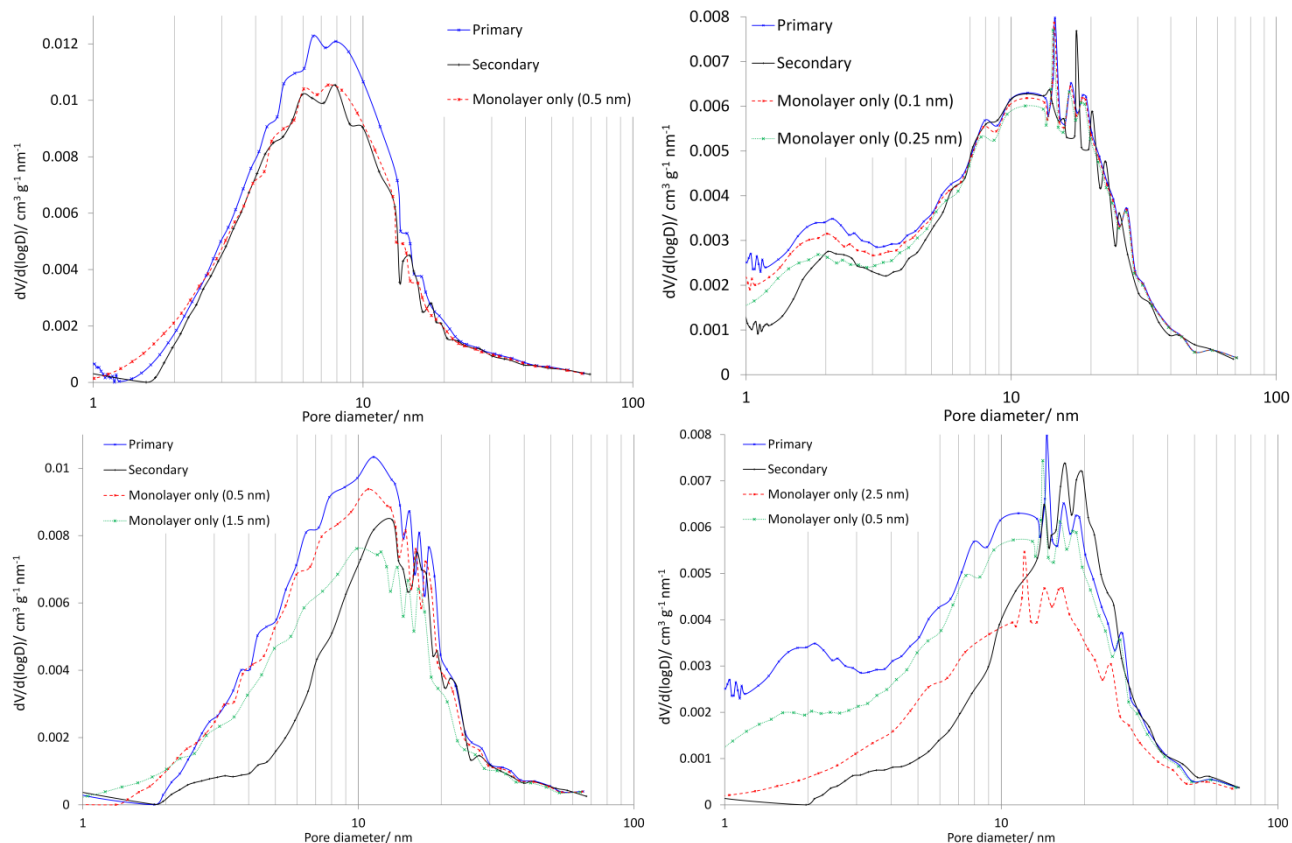 dV/d(logD)/ cm³ g⁻¹ nm⁻¹
0.012
0.01
0.008
0.006
0.004
0.002
0
Primary
Secondary
Monolayer only (0.5 nm)
1
10
100
Pore diameter/ nm
dV/d(logD)/ cm³ g⁻¹ nm⁻¹
0.008
0.007
0.006
0.005
0.004
0.003
0.002
0.001
0
Primary
Secondary
Monolayer only (0.1 nm)
Monolayer only (0.25 nm)
1
10
100
Pore diameter/ nm
dV/d(logD)/ cm³ g⁻¹ nm⁻¹
0.01
0.008
0.006
0.004
0.002
0
Primary
Secondary
Monolayer only (0.5 nm)
Monolayer only (1.5 nm)
1
10
100
Pore diameter/ nm
dV/d(logD)/ cm³ g⁻¹ nm⁻¹
0.008
0.007
0.006
0.005
0.004
0.003
0.002
0.001
0
Primary
Secondary
Monolayer only (2.5 nm)
Monolayer only (0.5 nm)
1
10
100
Pore diameter/ nm